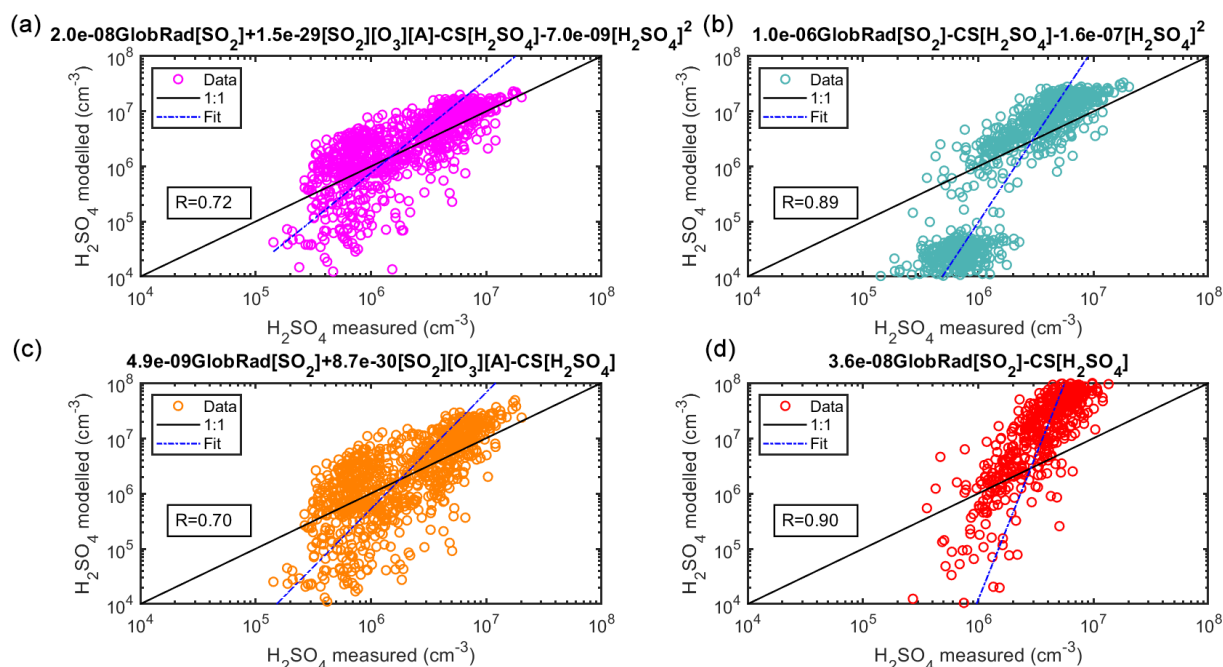 (a)
2.0e-08GlobRad[SO2]+1.5e-29[SO2][O3][A]-CS[H2SO4]-7.0e-09[H2SO4]^2
10^8
10^7
10^6
10^5
10^4
H2SO4 modelled (cm^-3)
Data
1:1
Fit
R=0.72
10^4 10^5 10^6 10^7 10^8
H2SO4 measured (cm^-3)
(b)
1.0e-06GlobRad[SO2]-CS[H2SO4]-1.6e-07[H2SO4]^2
10^8
10^7
10^6
10^5
10^4
H2SO4 modelled (cm^-3)
Data
1:1
Fit
R=0.89
10^4 10^5 10^6 10^7 10^8
H2SO4 measured (cm^-3)
(c)
4.9e-09GlobRad[SO2]+8.7e-30[SO2][O3][A]-CS[H2SO4]
10^8
10^7
10^6
10^5
10^4
H2SO4 modelled (cm^-3)
Data
1:1
Fit
R=0.70
10^4 10^5 10^6 10^7 10^8
H2SO4 measured (cm^-3)
(d)
3.6e-08GlobRad[SO2]-CS[H2SO4]
10^8
10^7
10^6
10^5
10^4
H2SO4 modelled (cm^-3)
Data
1:1
Fit
R=0.90
10^4 10^5 10^6 10^7 10^8
H2SO4 measured (cm^-3)